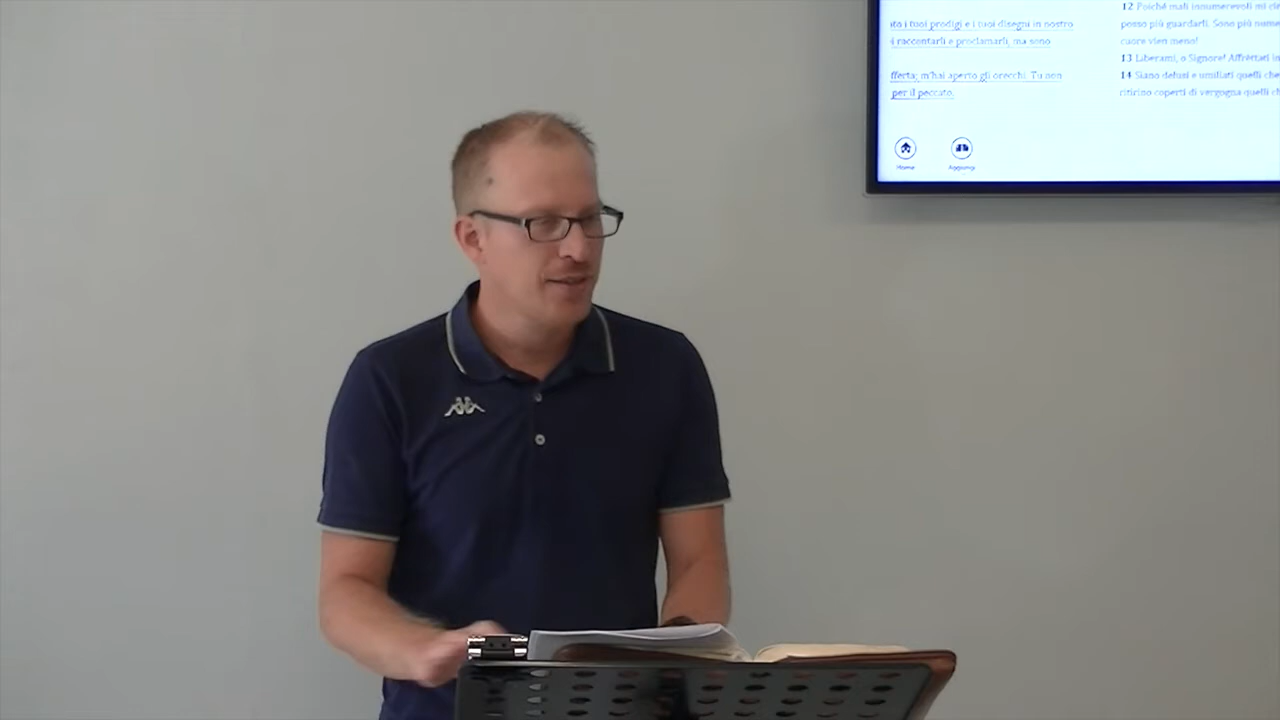 i tuoi prodigi e i tuoi disegni in nostro
raccontarli e proclamarli, ma sono
fferta; m'hai aperto gli orecchi. Tu non
per il peccato.
12 Poiché mali innumerevoli mi
posso più guardarli. Sono più
cuore vien meno!
13 Liberami, o Signore! Affrèttati
14 Siano delusi e umiliati quelli che
ritirino coperti di vergogna quelli
Home
Aggiungi